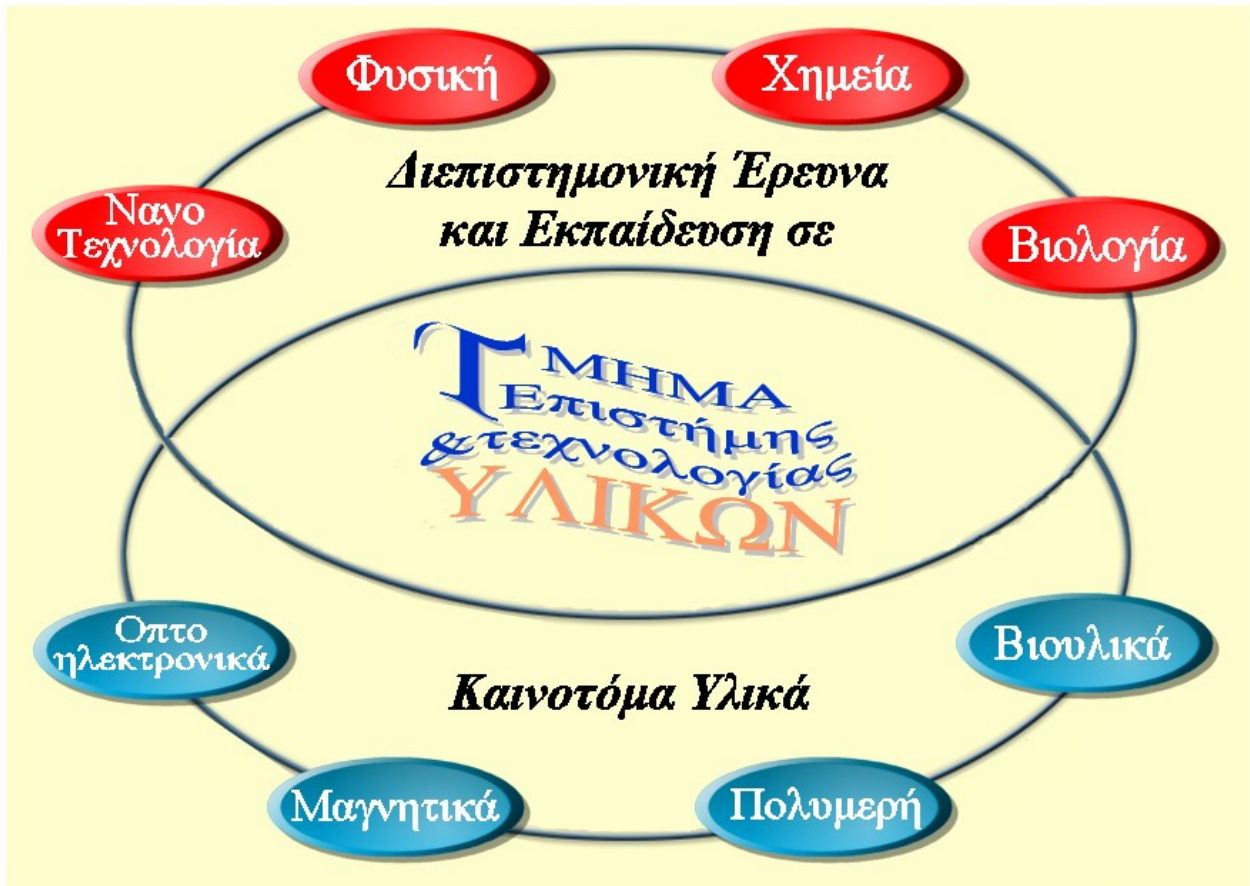 Φυσική
Χημεία
Νανο
Τεχνολογία
Βιολογία
Διεπιστημονική Έρευνα
και Εκπαίδευση σε
ΤΜΗΜΑ
Επιστήμης
&τεχνολογίας
ΥΛΙΚΩΝ
Οπτο
ηλεκτρονικά
Βιουλικά
Καινοτόμα Υλικά
Μαγνητικά
Πολυμερή